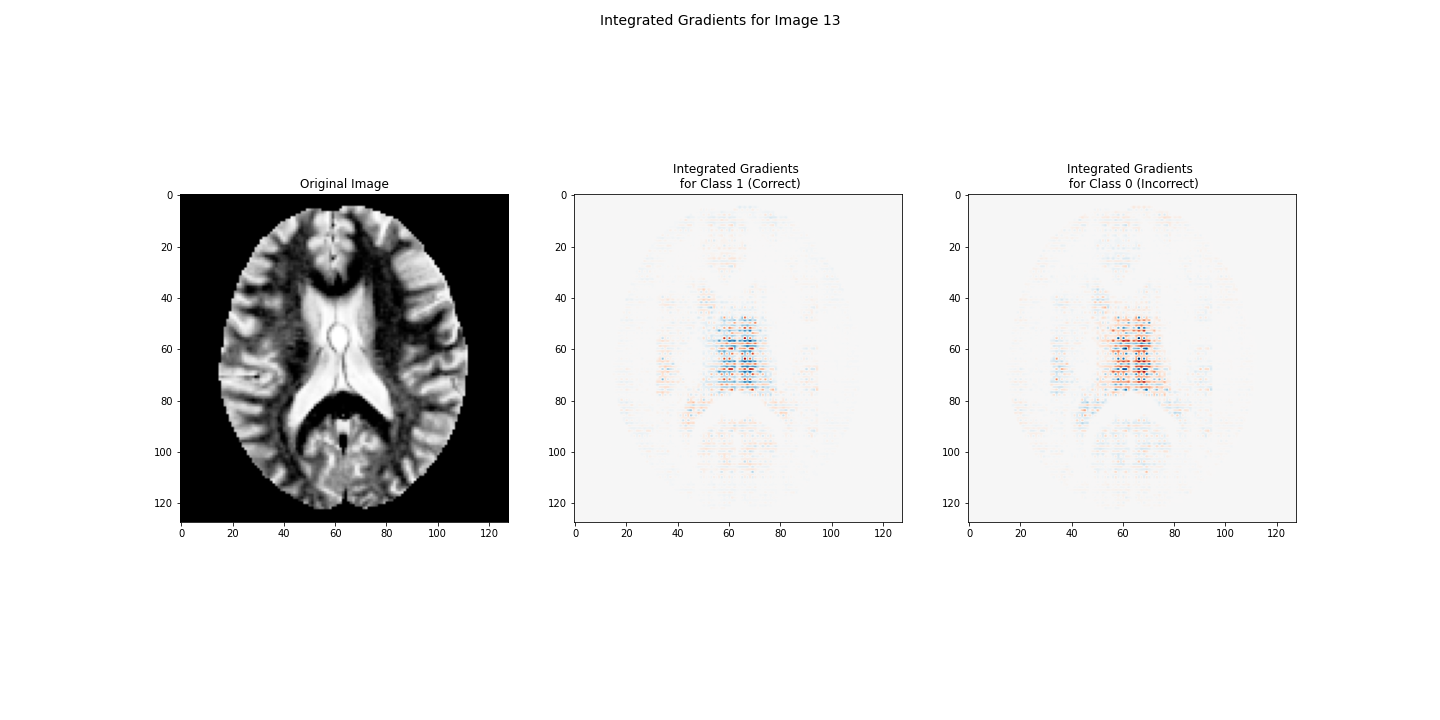 Integrated Gradients for Image 13
Original Image
0
20
40
60
80
100
120
0 20 40 60 80 100 120
Integrated Gradients
for Class 1 (Correct)
0
20
40
60
80
100
120
0 20 40 60 80 100 120
Integrated Gradients
for Class 0 (Incorrect)
0
20
40
60
80
100
120
0 20 40 60 80 100 120